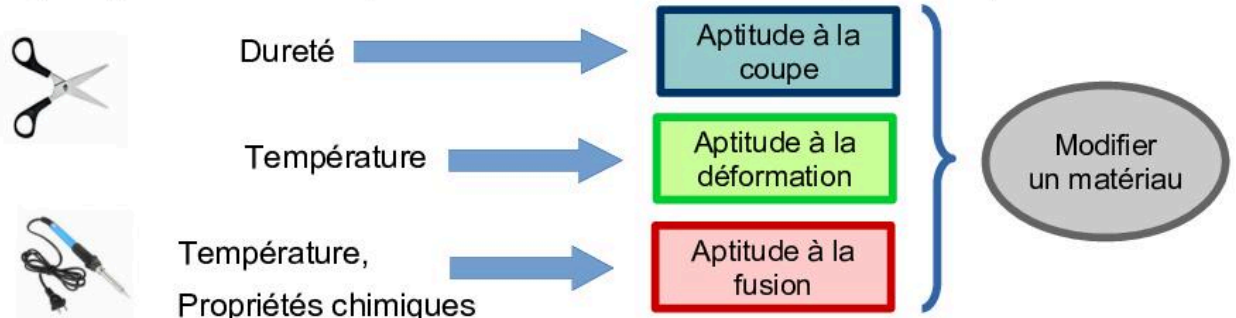 Dureté
Aptitude à la
coupe
Température
Aptitude à la
déformation
Modifier
un matériau
Température,
Propriétés chimiques
Aptitude à la
fusion